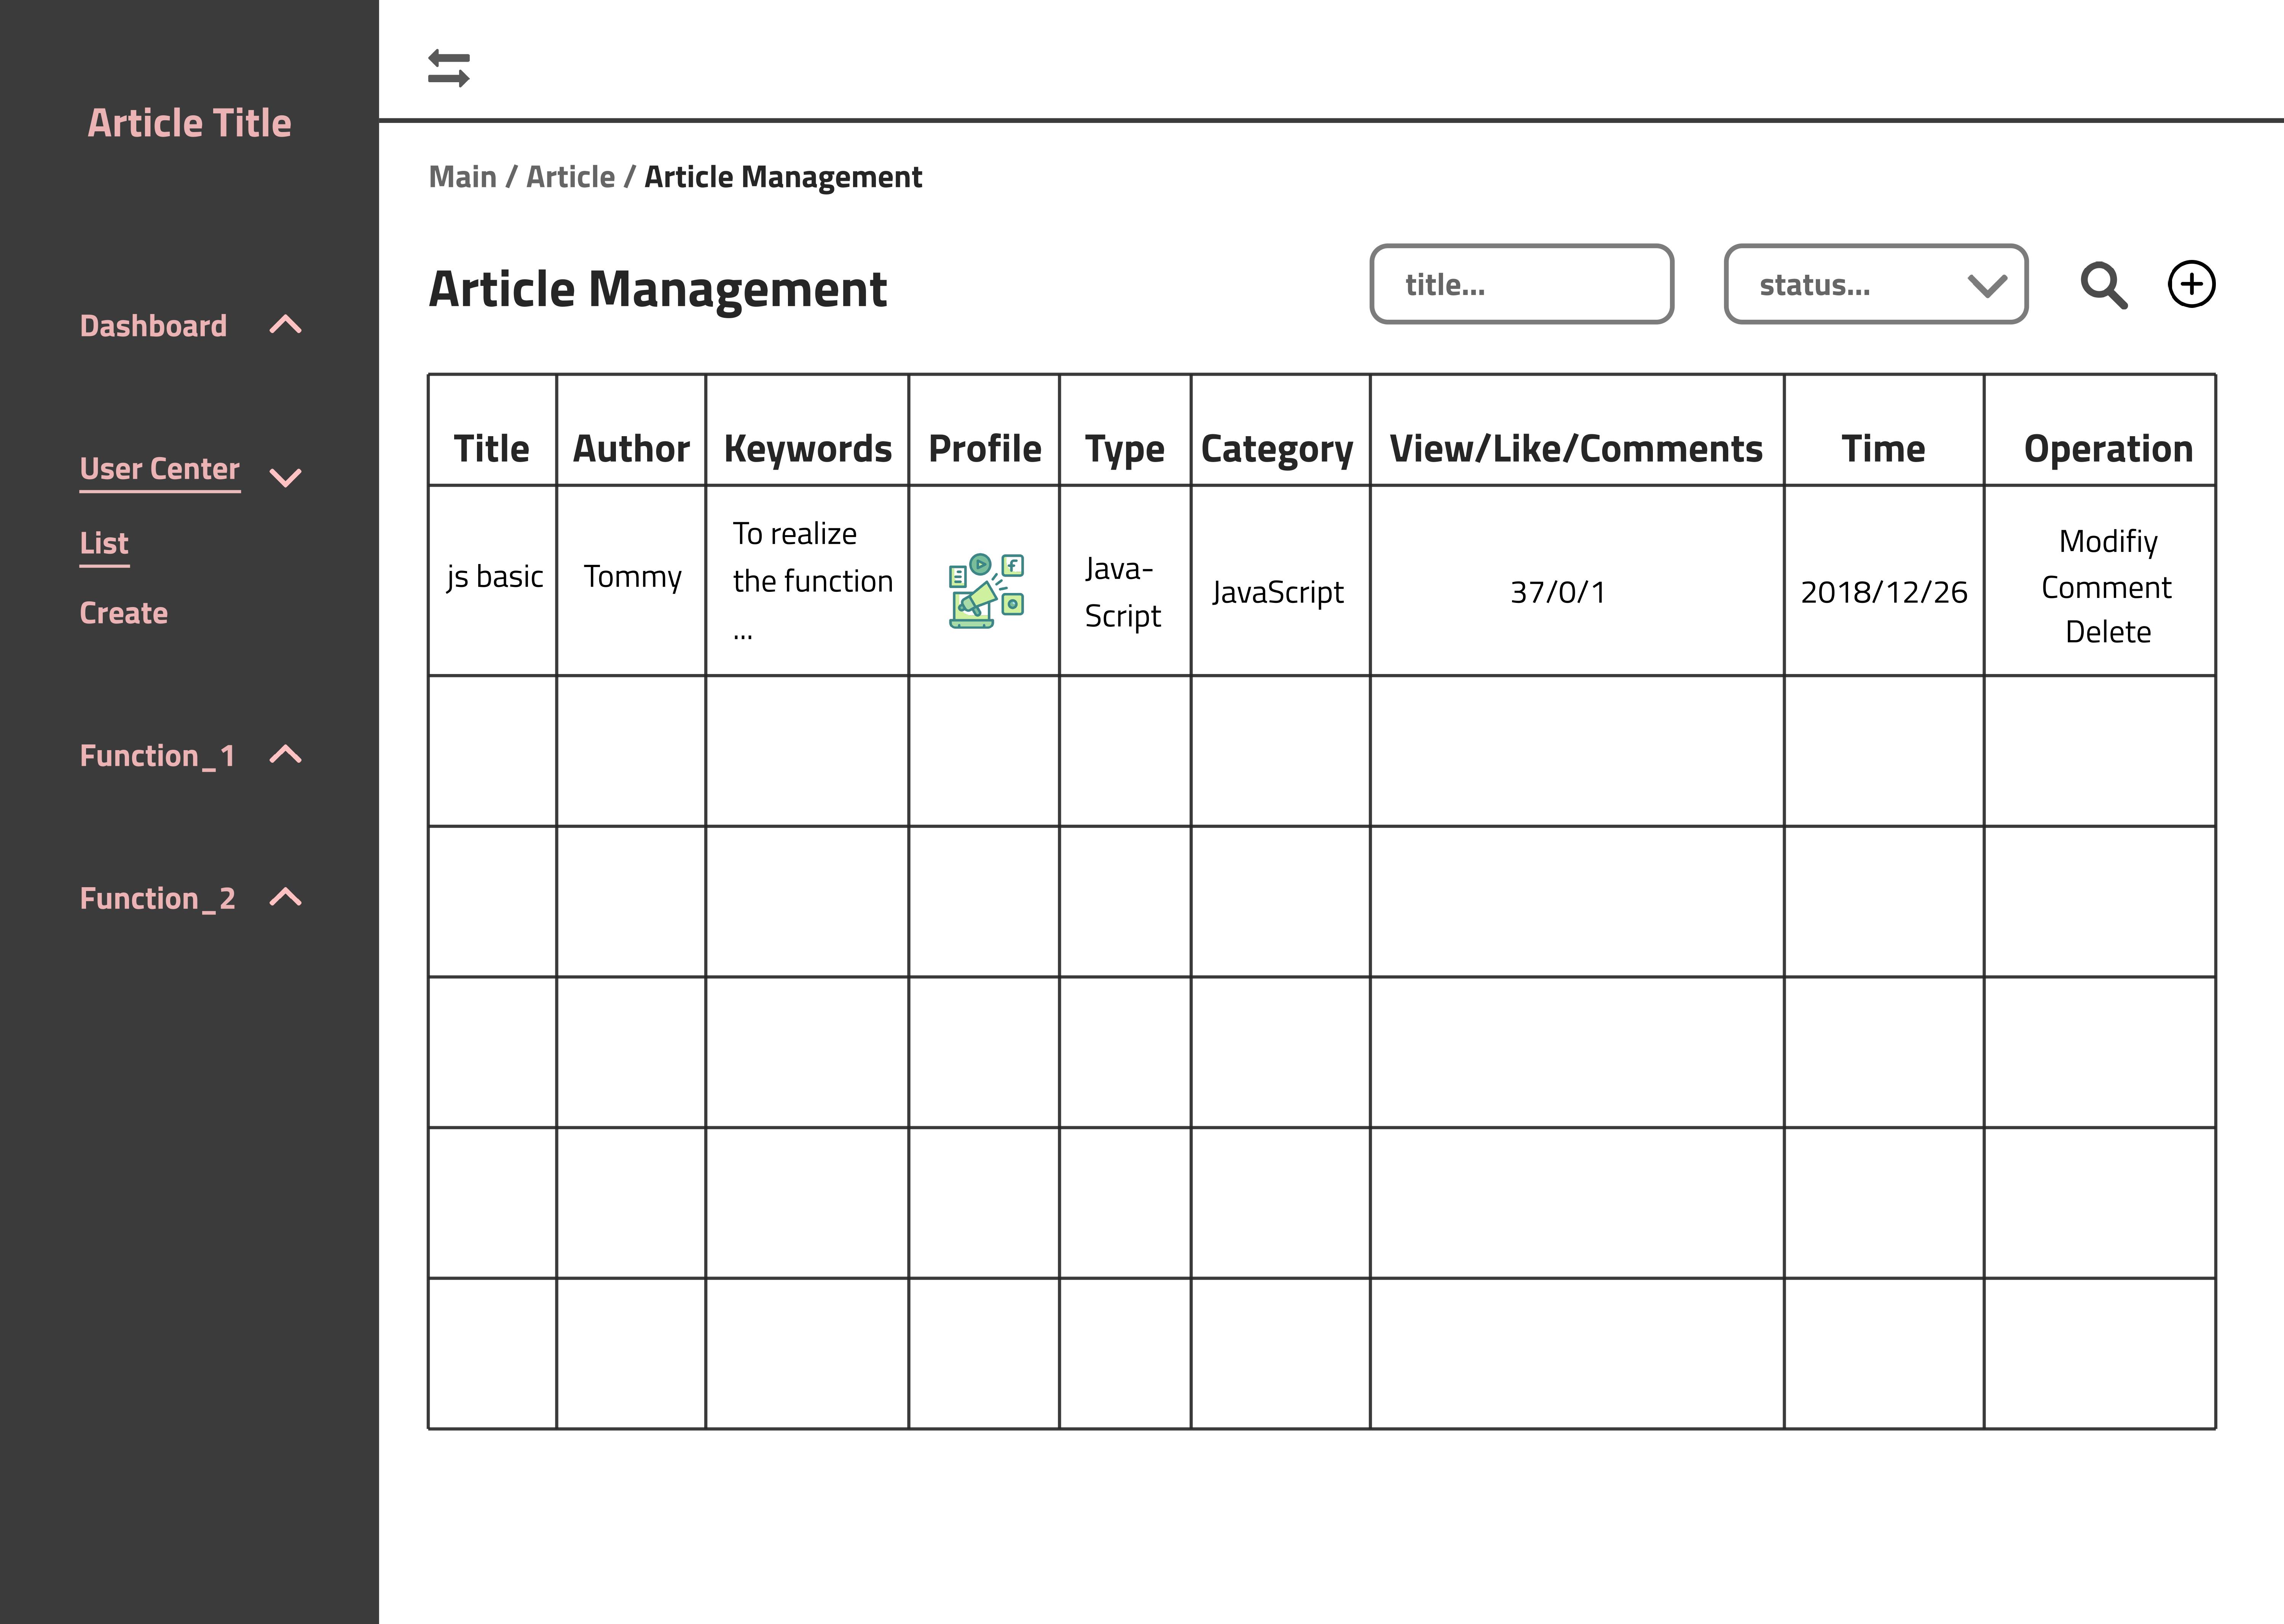 Article Title
Dashboard
User Center
List
Create
Function_1
Function_2
Main / Article / Article Management
Article Management
title...
status...
Title Author Keywords Profile Type Category View/Like/Comments Time Operation
js basic
Tommy
To realize
the function
...
Java-
Script
JavaScript
37/0/1
2018/12/26
Modifiy
Comment
Delete